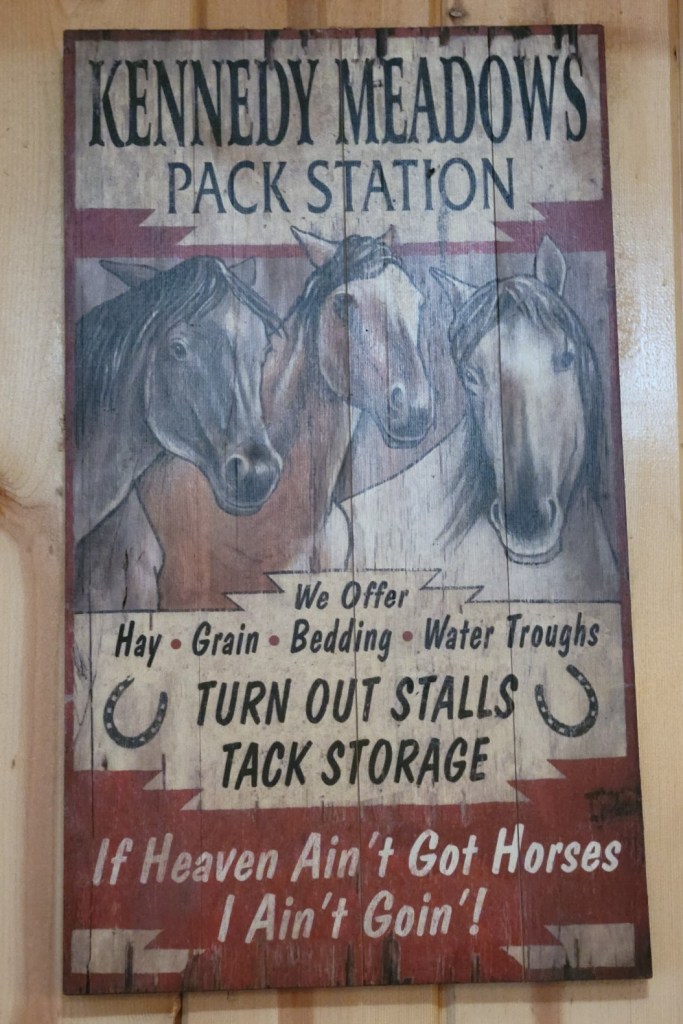 KENNEDY MEADOWS
PACK STATION
We Offer
Hay • Grain • Bedding • Water Troughs
TURN OUT STALLS
TACK STORAGE
If Heaven Ain't Got Horses
I Ain't Goin'!